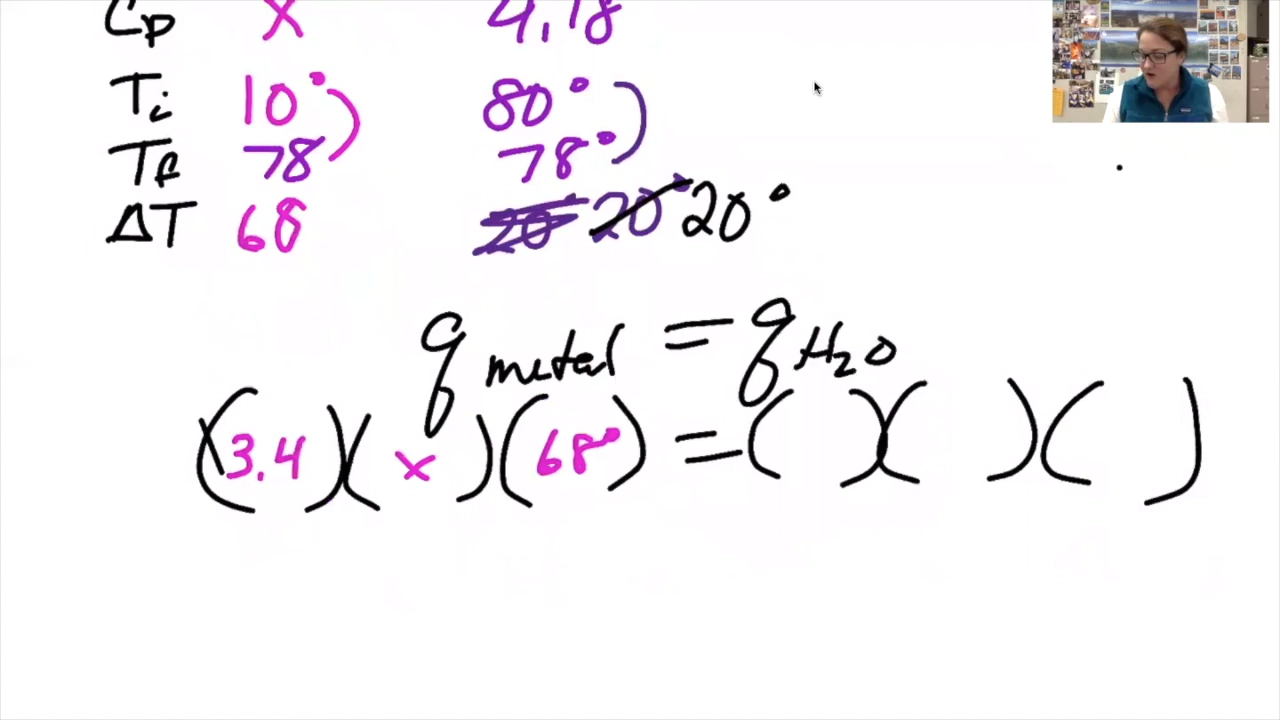 Cp x 4.18
Ti 10° 80°
Tf 78 78°
ΔT 68 20° 20° 20°
q metal = q H₂O
(3.4)(x)(68°) = ( )( )( )